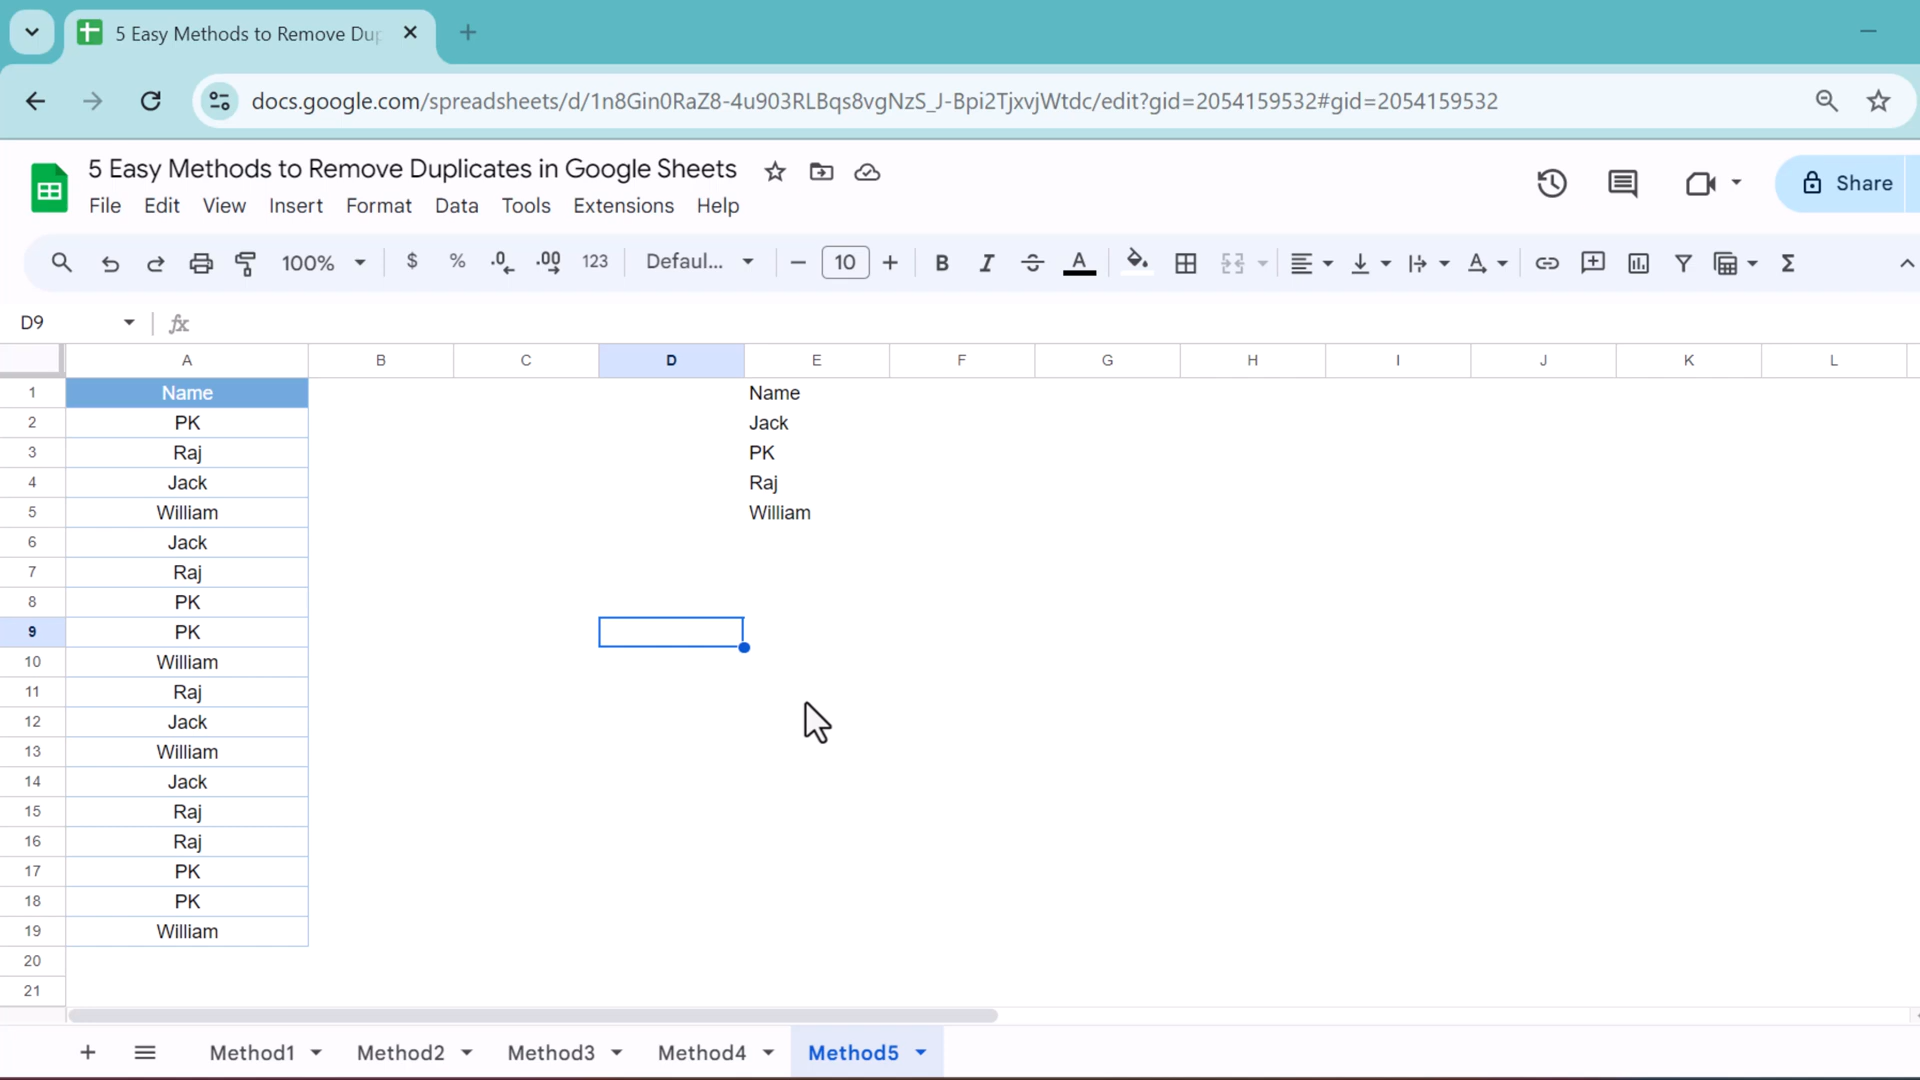 5 Easy Methods to Remove Dup
docs.google.com/spreadsheets/d/1n8Gin0RaZ8-4u903RLBqs8vgNzS_J-Bpi2TjxvjWtdc/edit?gid=2054159532#gid=2054159532
5 Easy Methods to Remove Duplicates in Google Sheets
Share
File Edit View Insert Format Data Tools Extensions Help
100% $ % .0 .00 123 Defaul... 10 B I S A
D9 fx
A B C D E F G H I J K L
1 Name Name
2 PK Jack
3 Raj PK
4 Jack Raj
5 William William
6 Jack
7 Raj
8 PK
9 PK
10 William
11 Raj
12 Jack
13 William
14 Jack
15 Raj
16 Raj
17 PK
18 PK
19 William
20
21
Method1 Method2 Method3 Method4 Method5